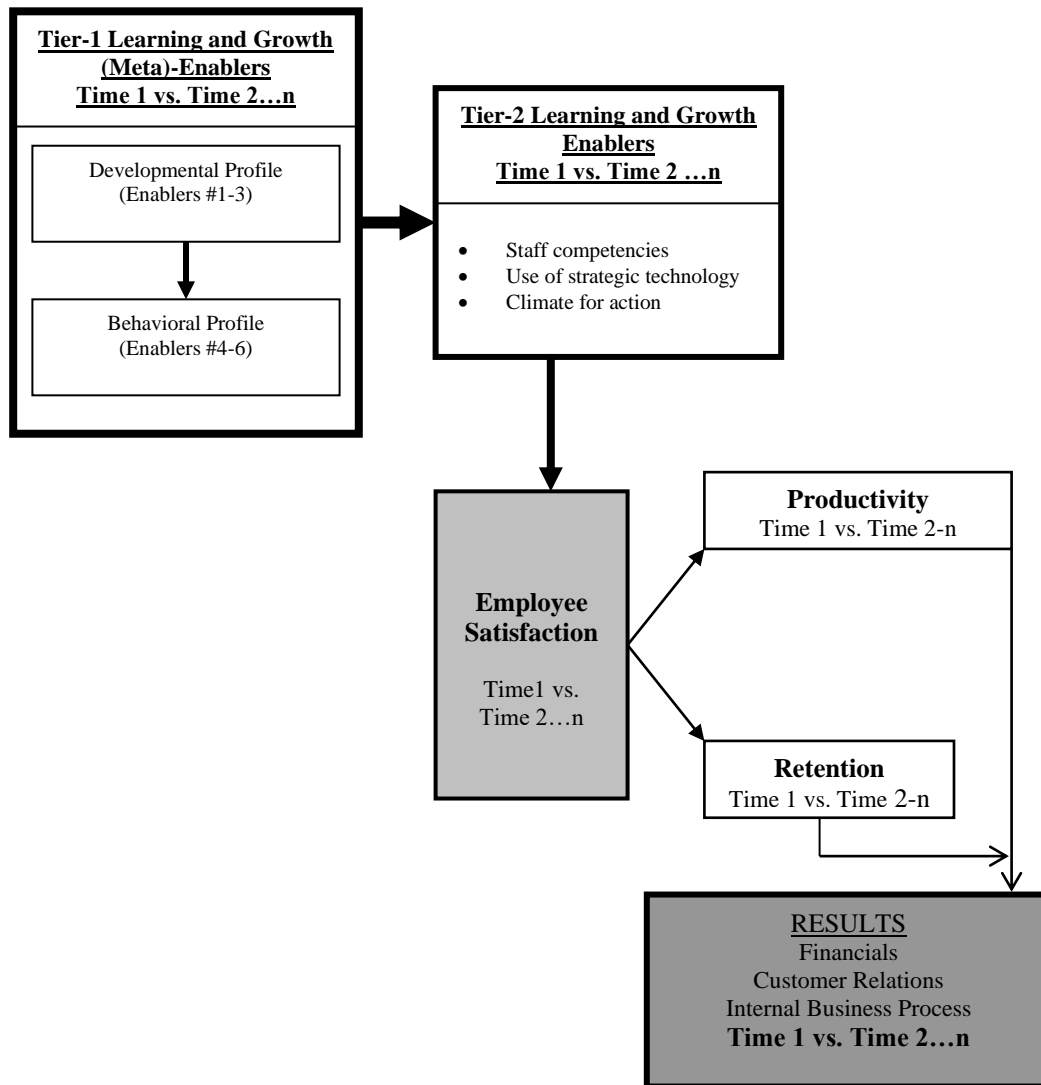 Tier-1 Learning and Growth
(Meta)-Enablers
Time 1 vs. Time 2…n
Developmental Profile
(Enablers #1-3)
Behavioral Profile
(Enablers #4-6)
Tier-2 Learning and Growth
Enablers
Time 1 vs. Time 2 …n
• Staff competencies
• Use of strategic technology
• Climate for action
Employee
Satisfaction
Time1 vs.
Time 2…n
Productivity
Time 1 vs. Time 2-n
Retention
Time 1 vs. Time 2-n
RESULTS
Financials
Customer Relations
Internal Business Process
Time 1 vs. Time 2…n